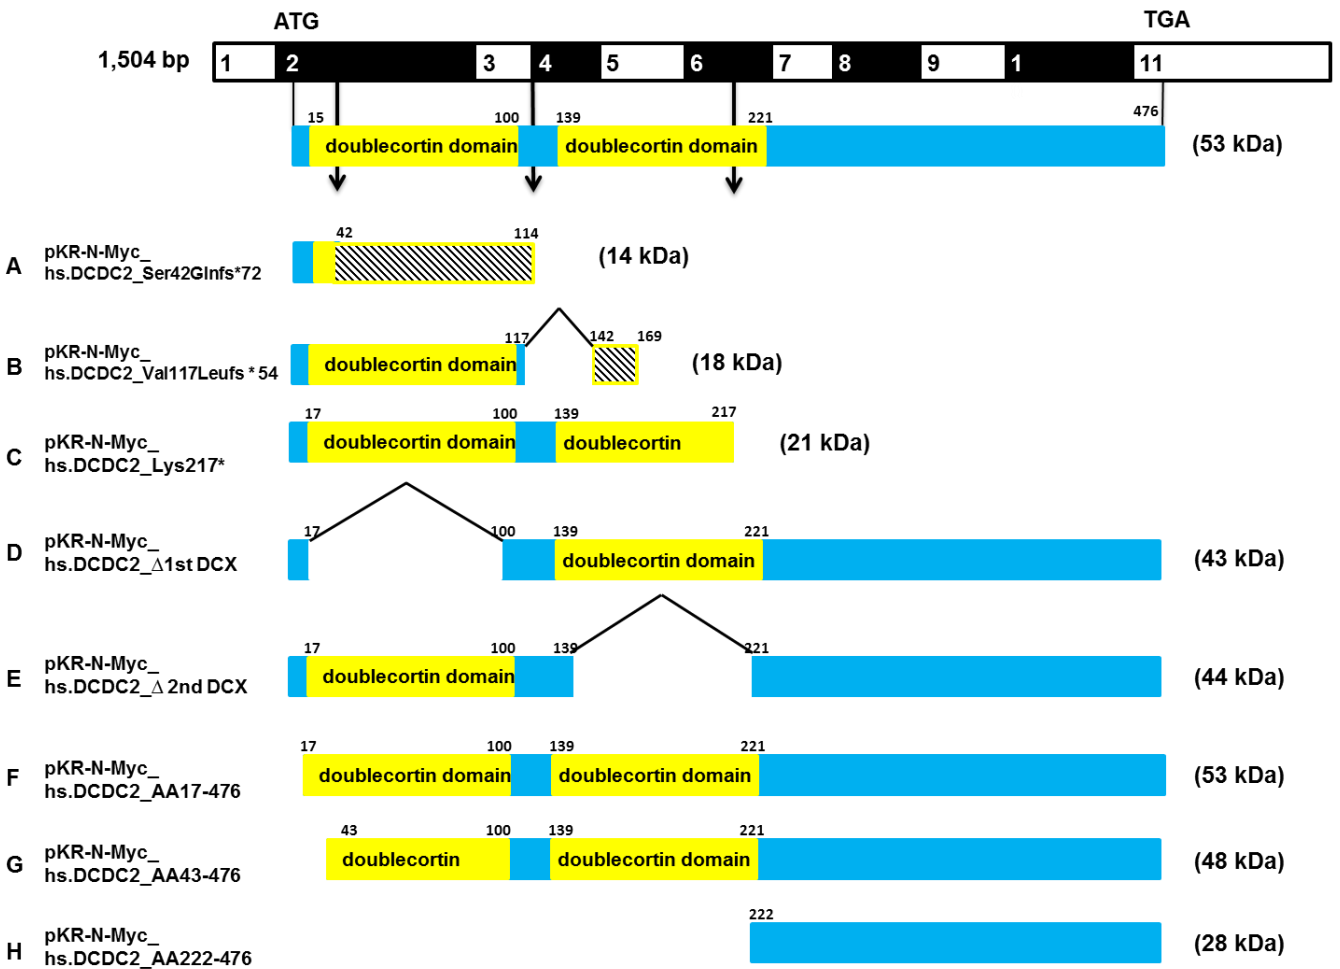 ATG TGA
1,504 bp 1 2 3 4 5 6 7 8 9 1 11
15 100 139 221 476
doublecortin domain doublecortin domain (53 kDa)
42 114
A pKR-N-Myc_
hs.DCDC2_Ser42Glnfs*72
(14 kDa)
117 142 169
B pKR-N-Myc_
hs.DCDC2_Val117Leufs * 54
doublecortin domain (18 kDa)
17 100 139 217
C pKR-N-Myc_
hs.DCDC2_Lys217*
doublecortin domain doublecortin (21 kDa)
17 100 139 221
D pKR-N-Myc_
hs.DCDC2_Δ1st DCX
doublecortin domain (43 kDa)
17 100 139 221
E pKR-N-Myc_
hs.DCDC2_Δ 2nd DCX
doublecortin domain (44 kDa)
17 100 139 221
F pKR-N-Myc_
hs.DCDC2_AA17-476
doublecortin domain doublecortin domain (53 kDa)
43 100 139 221
G pKR-N-Myc_
hs.DCDC2_AA43-476
doublecortin doublecortin domain (48 kDa)
222
H pKR-N-Myc_
hs.DCDC2_AA222-476
(28 kDa)